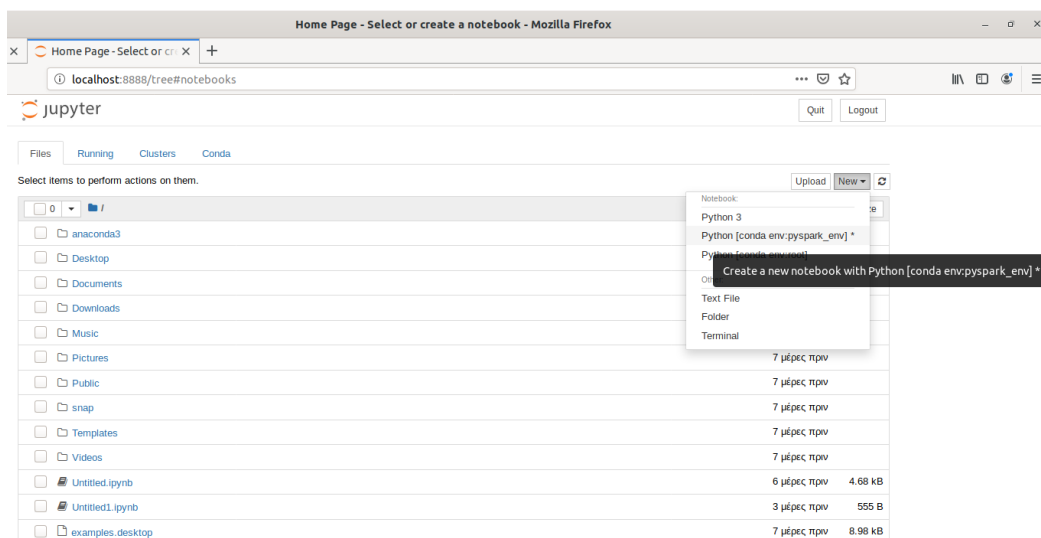 Home Page - Select or create a notebook - Mozilla Firefox
Home Page - Select or cre
localhost:8888/tree#notebooks
jupyter
Quit Logout
Files Running Clusters Conda
Select items to perform actions on them.
Upload New
0 /
Notebook:
Python 3
Python [conda env:pyspark_env] *
Python [conda env:root]
Create a new notebook with Python [conda env:pyspark_env] *
Text File
Folder
Terminal
anaconda3
Desktop
Documents
Downloads
Music
Pictures 7 μέρες πριν
Public 7 μέρες πριν
snap 7 μέρες πριν
Templates 7 μέρες πριν
Videos 7 μέρες πριν
Untitled.ipynb 6 μέρες πριν 4.68 kB
Untitled1.ipynb 3 μέρες πριν 555 B
examples.desktop 7 μέρες πριν 8.98 kB